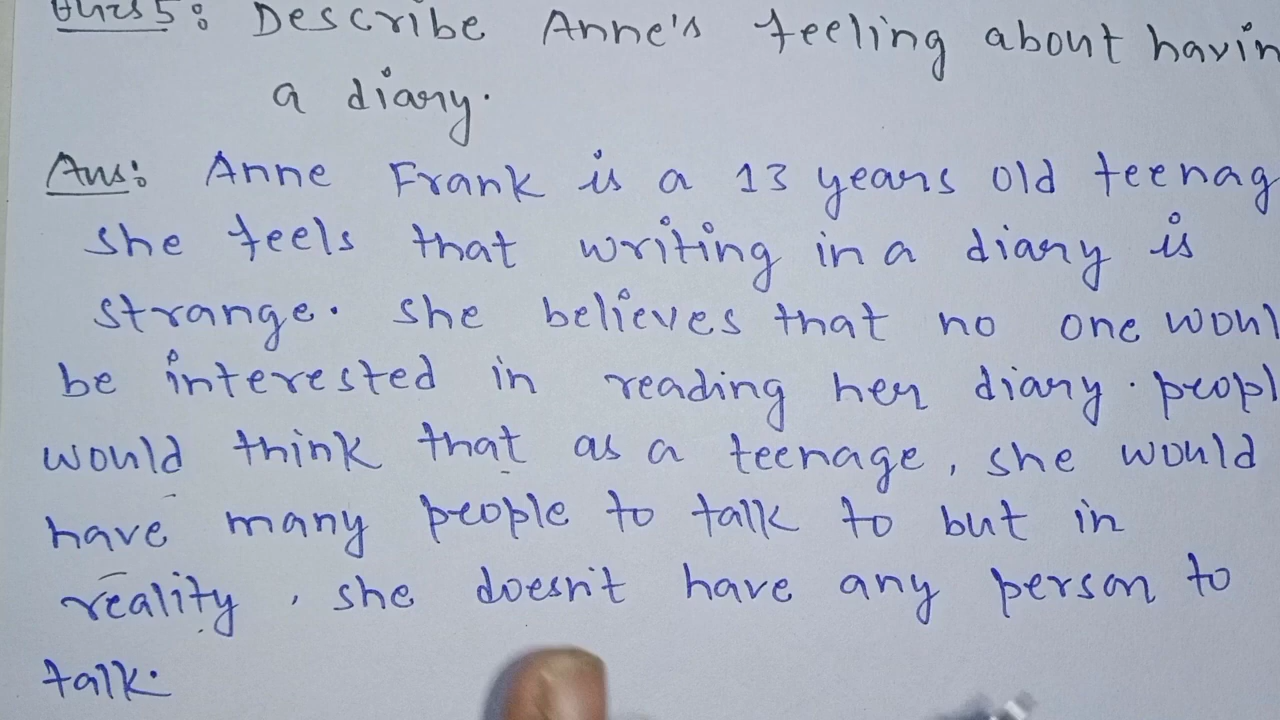 5: Describe Anne's feeling about havin
a diary.
Ans: Anne Frank is a 13 years old teenag
she feels that writing in a diary is
strange. she believes that no one woul
be interested in reading her diary. peopl
would think that as a teenage, she would
have many people to talk to but in
reality, she doesn't have any person to
talk.